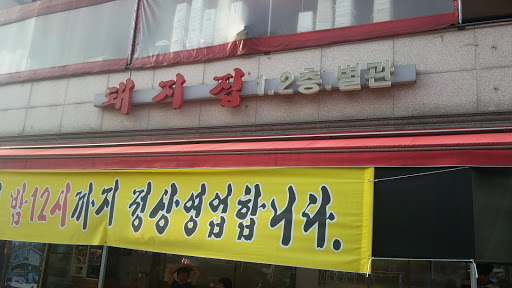 돼지집 1.2층.별관
밤12시까지 정상영업합니다.